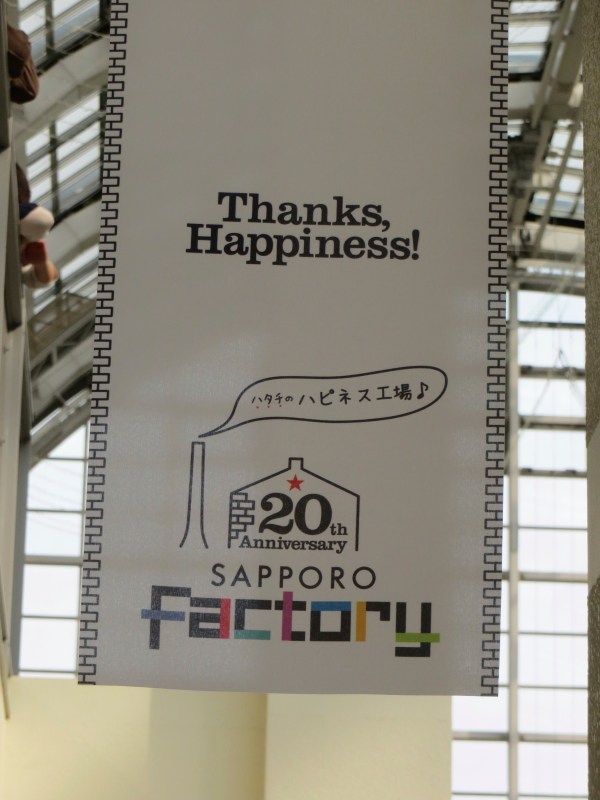 Thanks,
Happiness!
ハタチのハピネス工場♪
20th
Anniversary
SAPPORO
factory